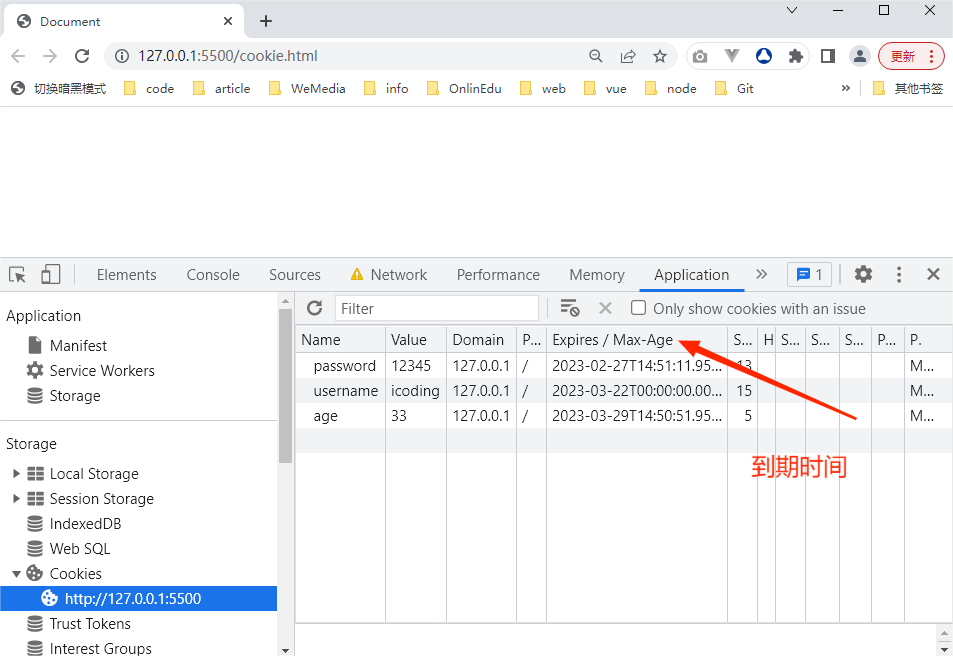 Document
127.0.0.1:5500/cookie.html
更新
切换暗黑模式 code article WeMedia info OnlinEdu web vue node Git » 其他书签
Elements Console Sources Network Performance Memory Application » 1
Application
Manifest
Service Workers
Storage
Storage
Local Storage
Session Storage
IndexedDB
Web SQL
Cookies
http://127.0.0.1:5500
Trust Tokens
Interest Groups
Filter Only show cookies with an issue
Name Value Domain P... Expires / Max-Age S... H S... S... S... P... P.
password 12345 127.0.0.1 / 2023-02-27T14:51:11.95... 13 M...
username icoding 127.0.0.1 / 2023-03-22T00:00:00.00... 15 M...
age 33 127.0.0.1 / 2023-03-29T14:50:51.95... 5 M...
到期时间